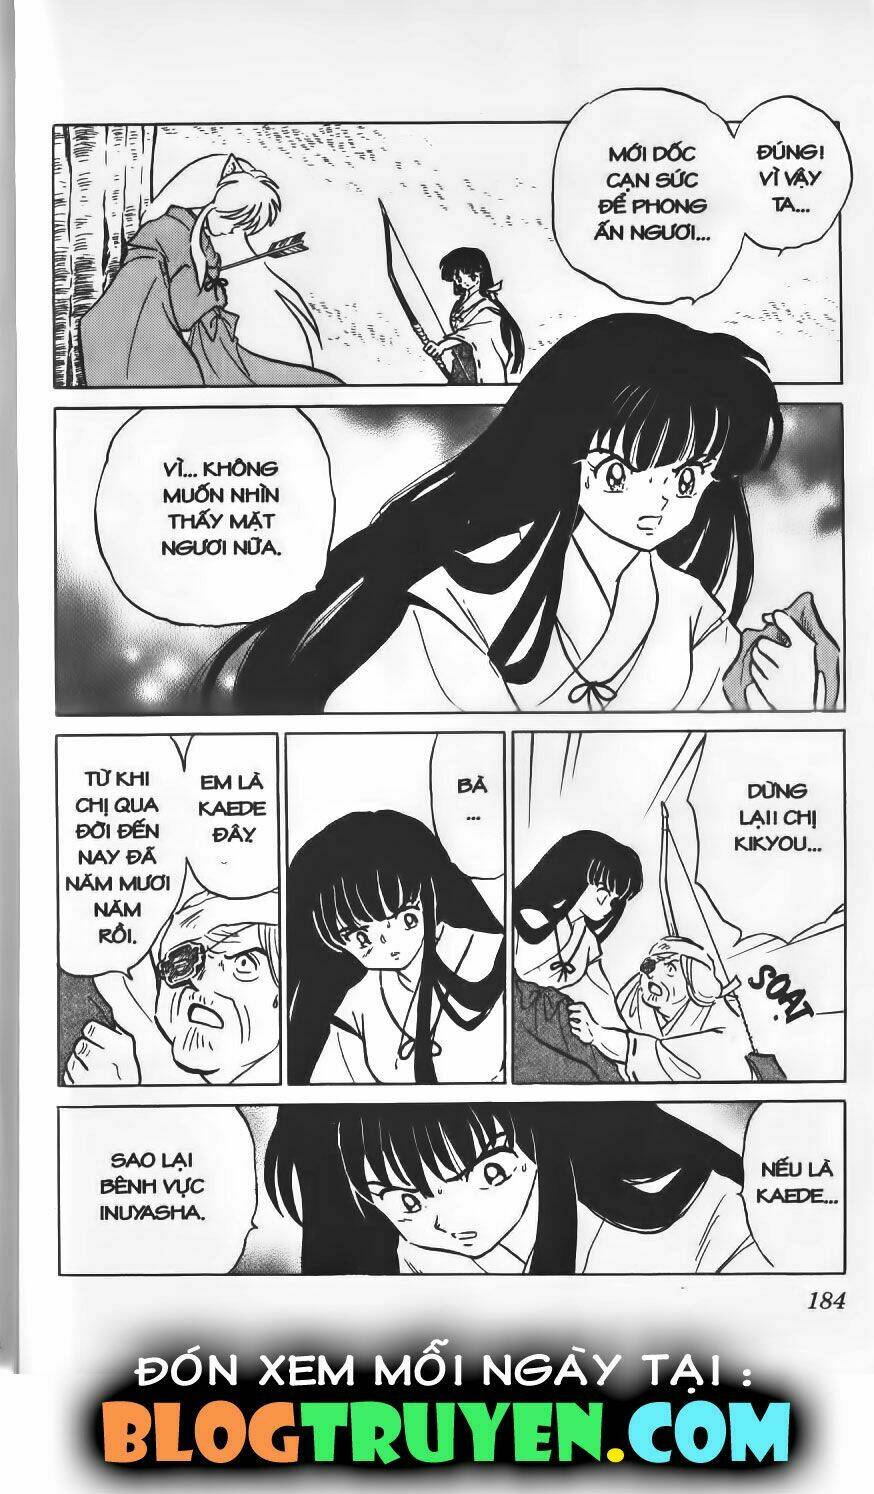 ĐÚNG!
VÌ VẬY
TA...
MỚI DỐC
CẠN SỨC
ĐỂ PHONG
ẤN NGƯƠI...
VÌ... KHÔNG
MUỐN NHÌN
THẤY MẶT
NGƯƠI NỮA.
DỪNG
LẠI! CHỊ
KIKYOU...
SOẠT
BÀ
...
EM LÀ
KAEDE
ĐÂY.
TỪ KHI
CHỊ QUA
ĐỜI ĐẾN
NAY ĐÃ
NĂM MƯƠI
NĂM
RỒI.
NẾU LÀ
KAEDE...
SAO LẠI
BÊNH VỰC
INUYASHA.
184
ĐÓN XEM MỖI NGÀY TẠI :
BLOGTRUYEN.COM